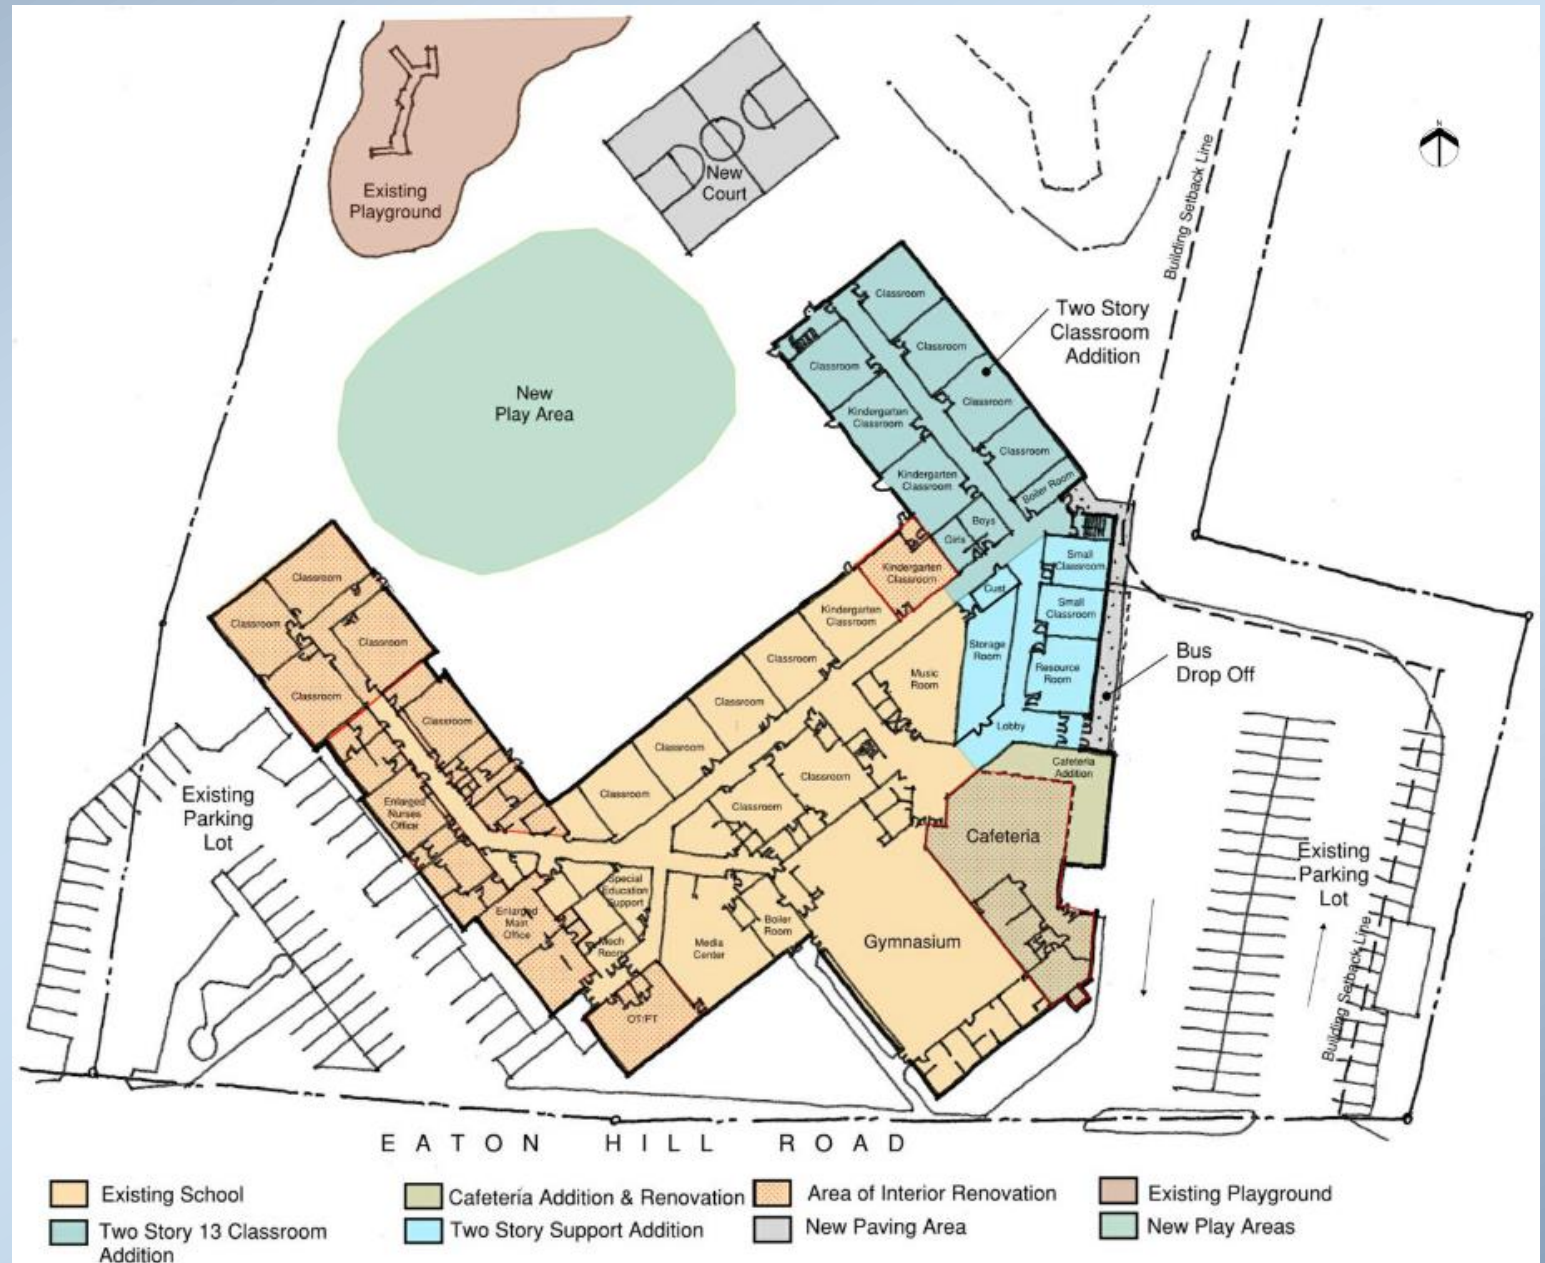 N
Existing
Playground
New
Court
Building Setback Line
Two Story
Classroom
Addition
New
Play Area
Classroom
Classroom
Classroom
Classroom
Classroom
Kindergarten
Classroom
Kindergarten
Classroom
Boiler Room
Boys
Girls
Kindergarten
Classroom
Kindergarten
Classroom
Small
Classroom
Cust
Small
Classroom
Storage
Room
Resource
Room
Lobby
Bus
Drop Off
Music
Room
Classroom
Classroom
Classroom
Classroom
Classroom
Classroom
Classroom
Classroom
Classroom
Classroom
Classroom
Cafeteria
Addition
Cafeteria
Existing
Parking
Lot
Enlarged
Nurses
Office
Special
Education
Support
Enlarged
Main
Office
Mech
Room
Media
Center
Boiler
Room
OT/PT
Gymnasium
Existing
Parking
Lot
Building Setback Line
EATON HILL ROAD
Existing School
Two Story 13 Classroom
Addition
Cafeteria Addition & Renovation
Two Story Support Addition
Area of Interior Renovation
New Paving Area
Existing Playground
New Play Areas